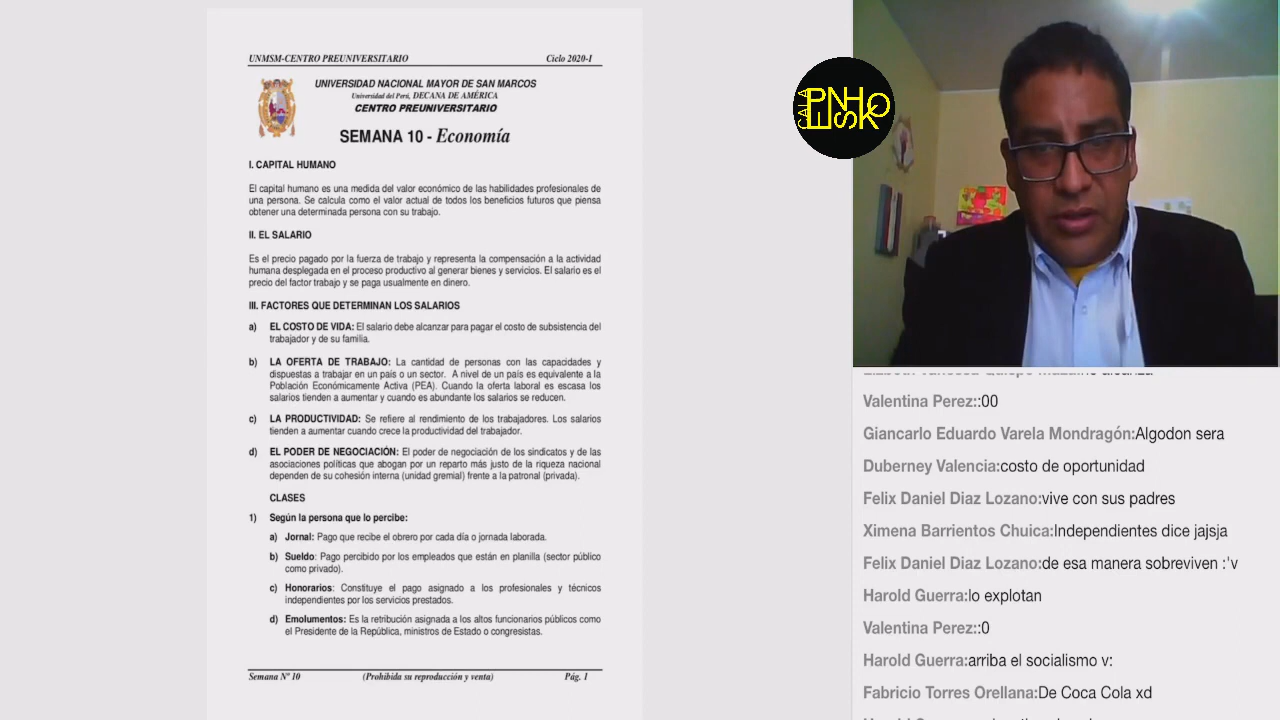 UNMSM-CENTRO PREUNIVERSITARIO Ciclo 2020-I
UNIVERSIDAD NACIONAL MAYOR DE SAN MARCOS
Universidad del Perú, DECANA DE AMÉRICA
CENTRO PREUNIVERSITARIO
SEMANA 10 - Economía
I. CAPITAL HUMANO
El capital humano es una medida del valor económico de las habilidades profesionales de
una persona. Se calcula como el valor actual de todos los beneficios futuros que piensa
obtener una determinada persona con su trabajo.
II. EL SALARIO
Es el precio pagado por la fuerza de trabajo y representa la compensación a la actividad
humana desplegada en el proceso productivo al generar bienes y servicios. El salario es el
precio del factor trabajo y se paga usualmente en dinero.
III. FACTORES QUE DETERMINAN LOS SALARIOS
a) EL COSTO DE VIDA: El salario debe alcanzar para pagar el costo de subsistencia del
trabajador y de su familia.
b) LA OFERTA DE TRABAJO: La cantidad de personas con las capacidades y
dispuestas a trabajar en un país o un sector. A nivel de un país es equivalente a la
Población Económicamente Activa (PEA). Cuando la oferta laboral es escasa los
salarios tienden a aumentar y cuando es abundante los salarios se reducen.
c) LA PRODUCTIVIDAD: Se refiere al rendimiento de los trabajadores. Los salarios
tienden a aumentar cuando crece la productividad del trabajador.
d) EL PODER DE NEGOCIACIÓN: El poder de negociación de los sindicatos y de las
asociaciones políticas que abogan por un reparto más justo de la riqueza nacional
dependen de su cohesión interna (unidad gremial) frente a la patronal (privada).
CLASES
1) Según la persona que lo percibe:
a) Jornal: Pago que recibe el obrero por cada día o jornada laborada.
b) Sueldo: Pago percibido por los empleados que están en planilla (sector público
como privado).
c) Honorarios: Constituye el pago asignado a los profesionales y técnicos
independientes por los servicios prestados.
d) Emolumentos: Es la retribución asignada a los altos funcionarios públicos como
el Presidente de la República, ministros de Estado o congresistas.
Semana Nº 10 (Prohibida su reproducción y venta) Pág. 1
Valentina Perez::00
Giancarlo Eduardo Varela Mondragón:Algodon sera
Duberney Valencia:costo de oportunidad
Felix Daniel Diaz Lozano:vive con sus padres
Ximena Barrientos Chuica:Independientes dice jajsja
Felix Daniel Diaz Lozano:de esa manera sobreviven :'v
Harold Guerra:lo explotan
Valentina Perez::0
Harold Guerra:arriba el socialismo v:
Fabricio Torres Orellana:De Coca Cola xd